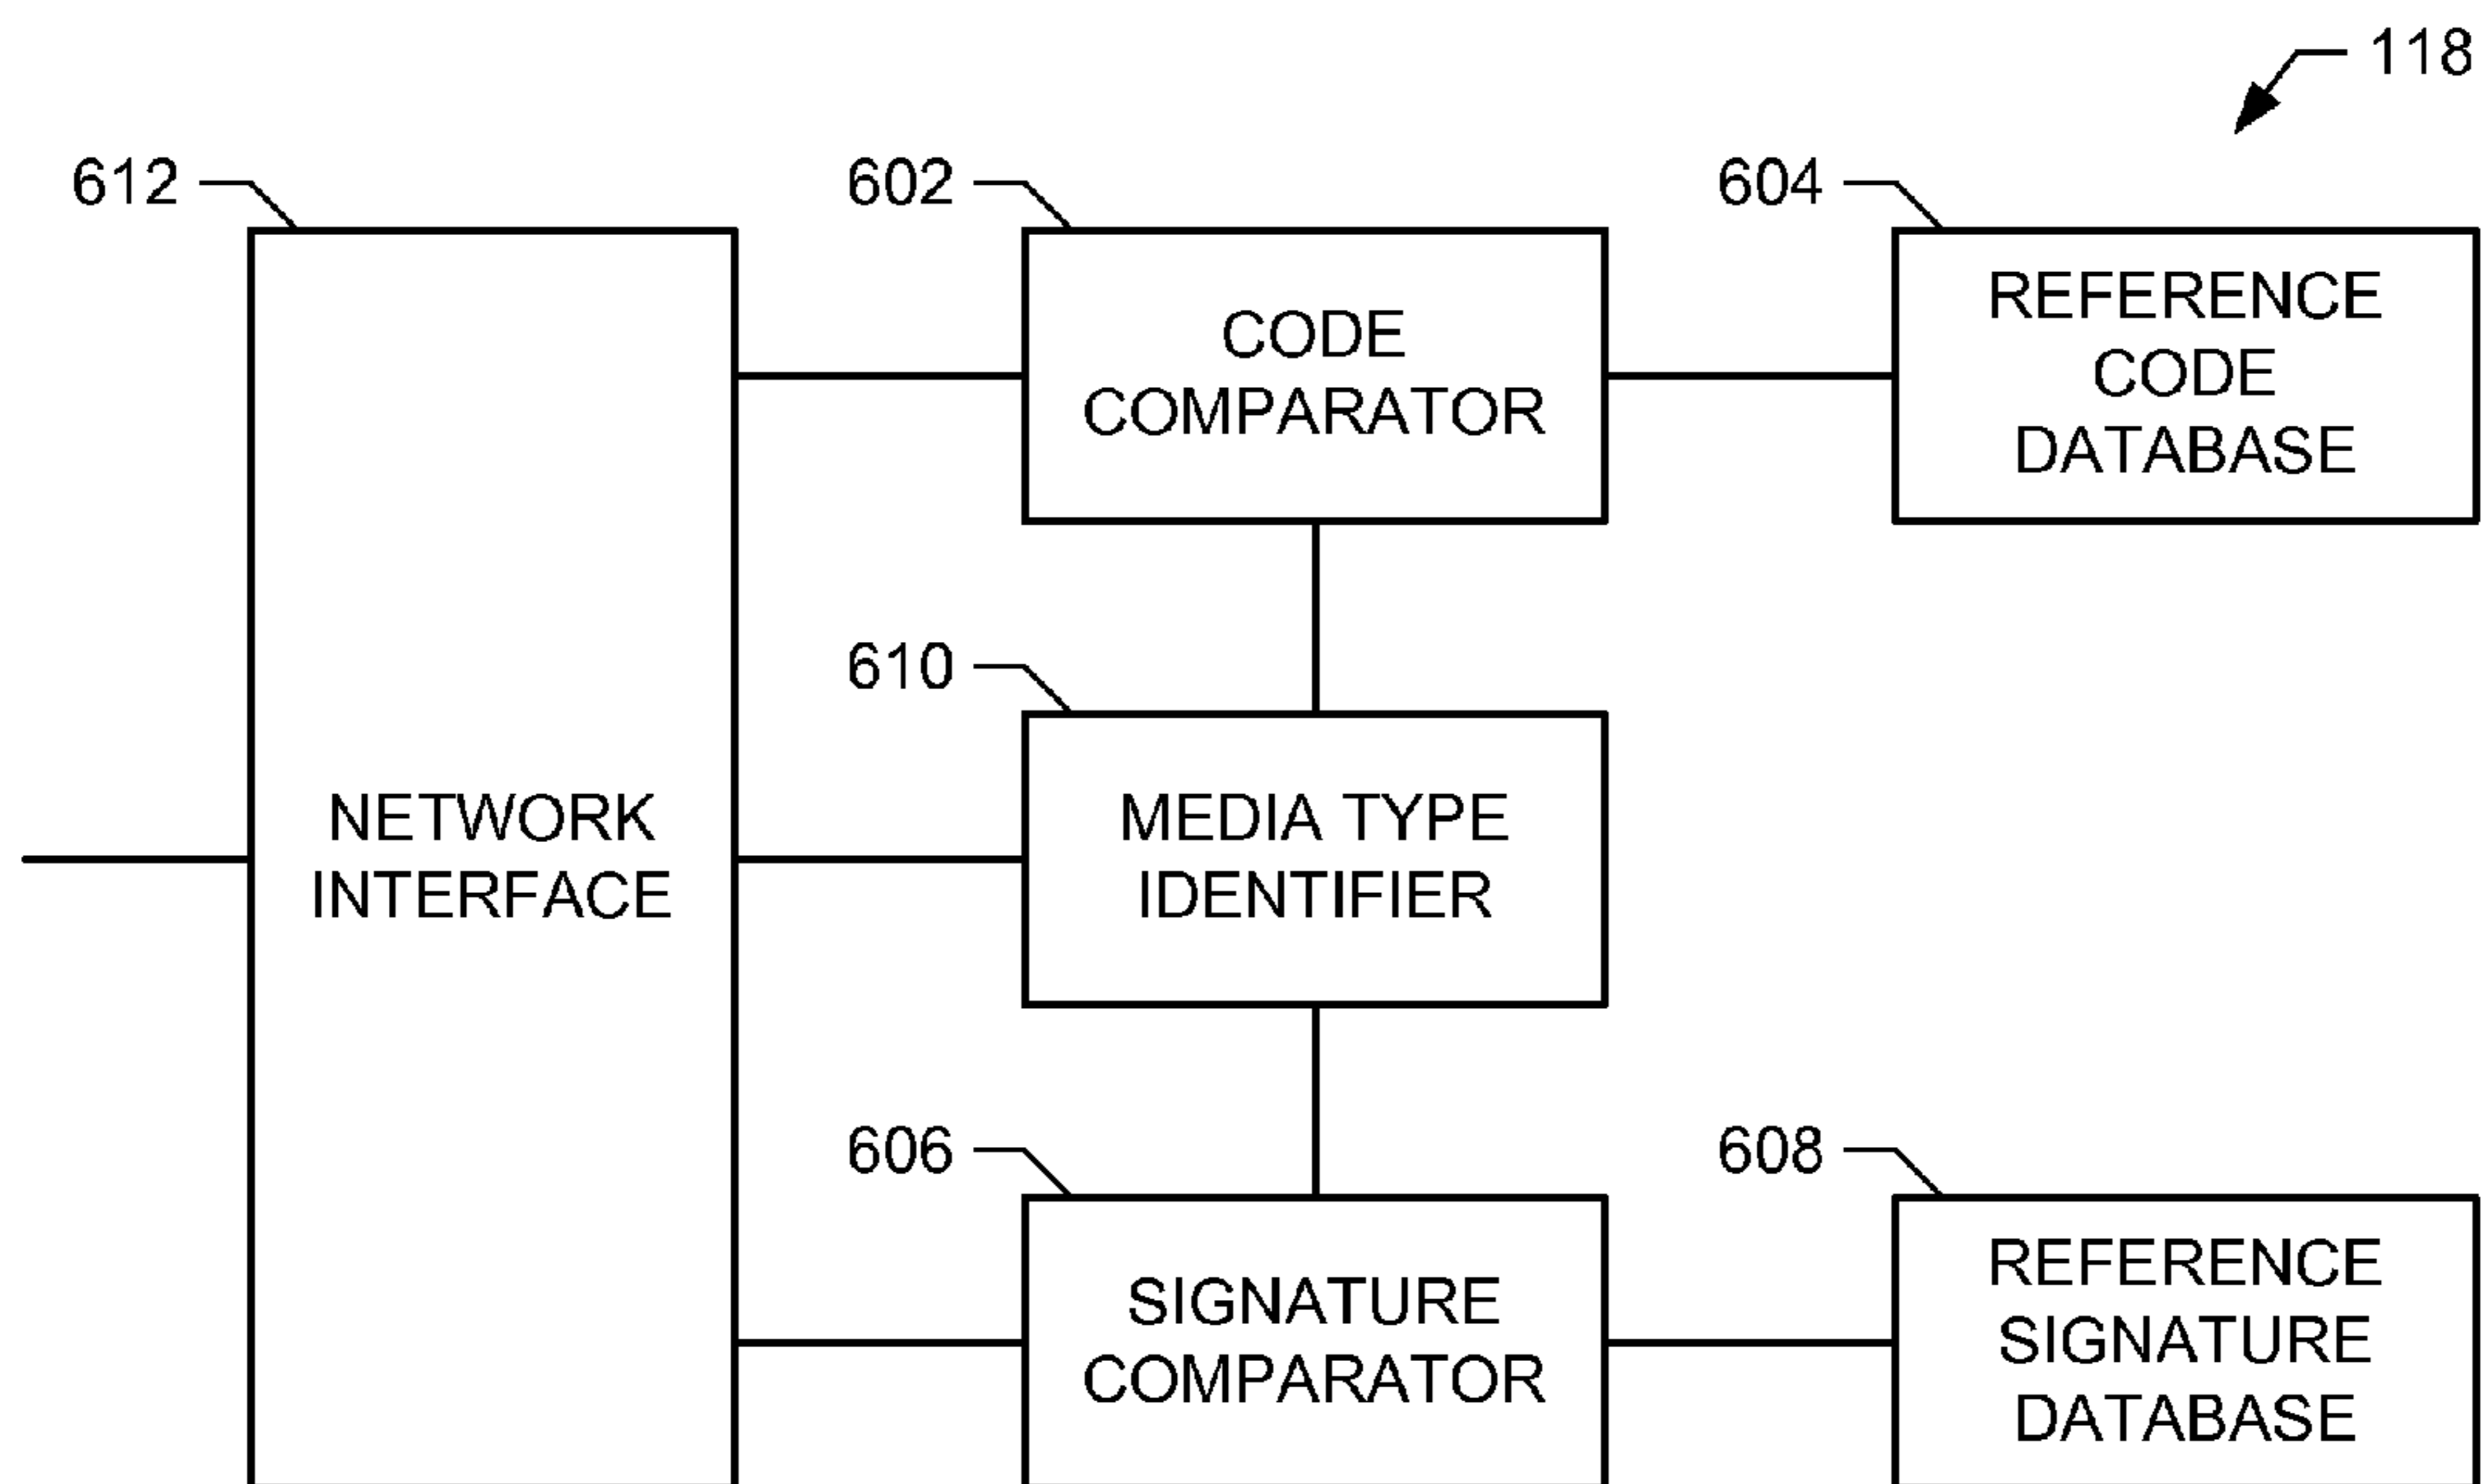 118
612
602
604
CODE
COMPARATOR
REFERENCE
CODE
DATABASE
610
NETWORK
INTERFACE
MEDIA TYPE
IDENTIFIER
606
608
SIGNATURE
COMPARATOR
REFERENCE
SIGNATURE
DATABASE